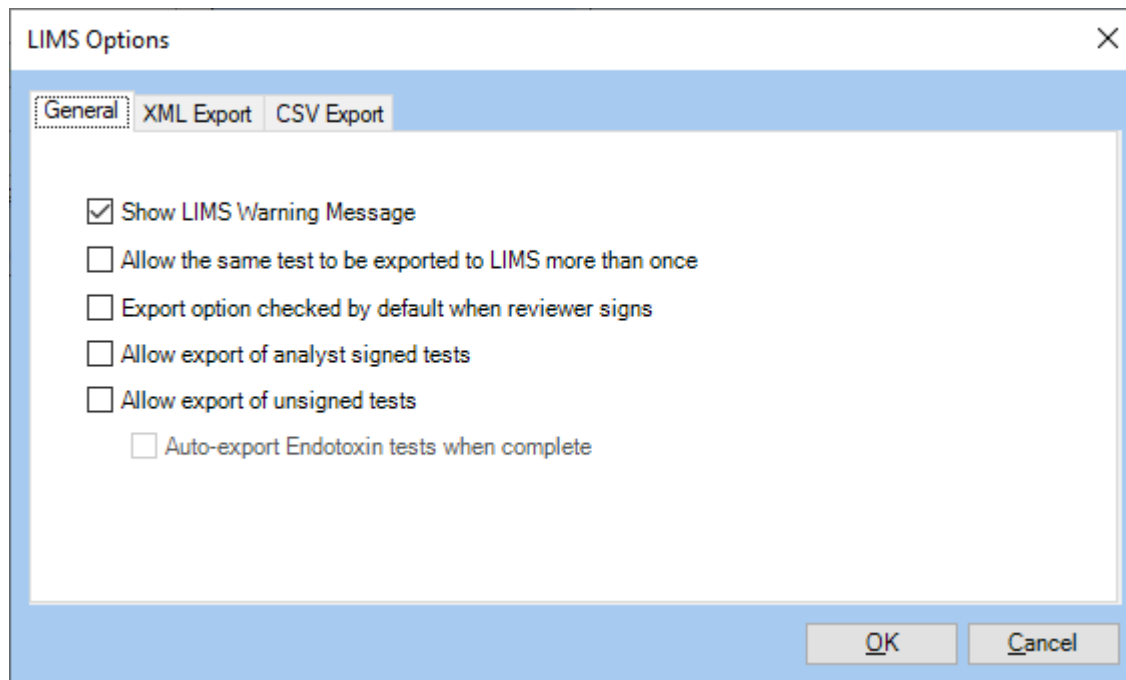 LIMS Options
General XML Export CSV Export
Show LIMS Warning Message
Allow the same test to be exported to LIMS more than once
Export option checked by default when reviewer signs
Allow export of analyst signed tests
Allow export of unsigned tests
Auto-export Endotoxin tests when complete
OK Cancel